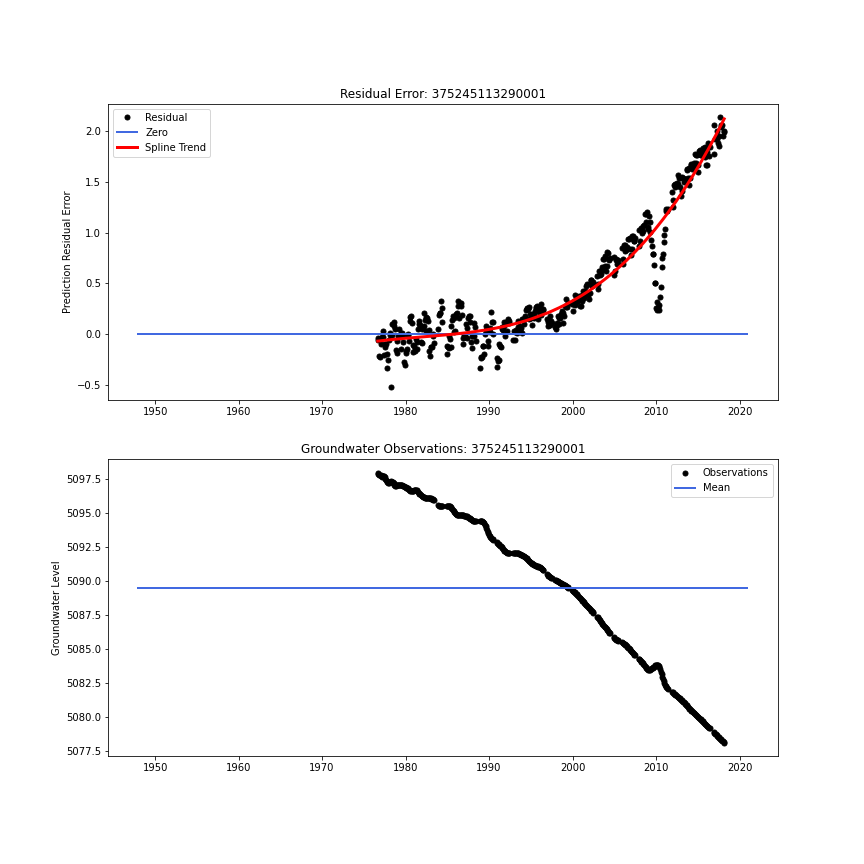 Residual Error: 375245113290001
Residual
Zero
Spline Trend
Prediction Residual Error
2.0
1.5
1.0
0.5
0.0
−0.5
1950 1960 1970 1980 1990 2000 2010 2020
Groundwater Observations: 375245113290001
Observations
Mean
Groundwater Level
5097.5
5095.0
5092.5
5090.0
5087.5
5085.0
5082.5
5080.0
5077.5
1950 1960 1970 1980 1990 2000 2010 2020